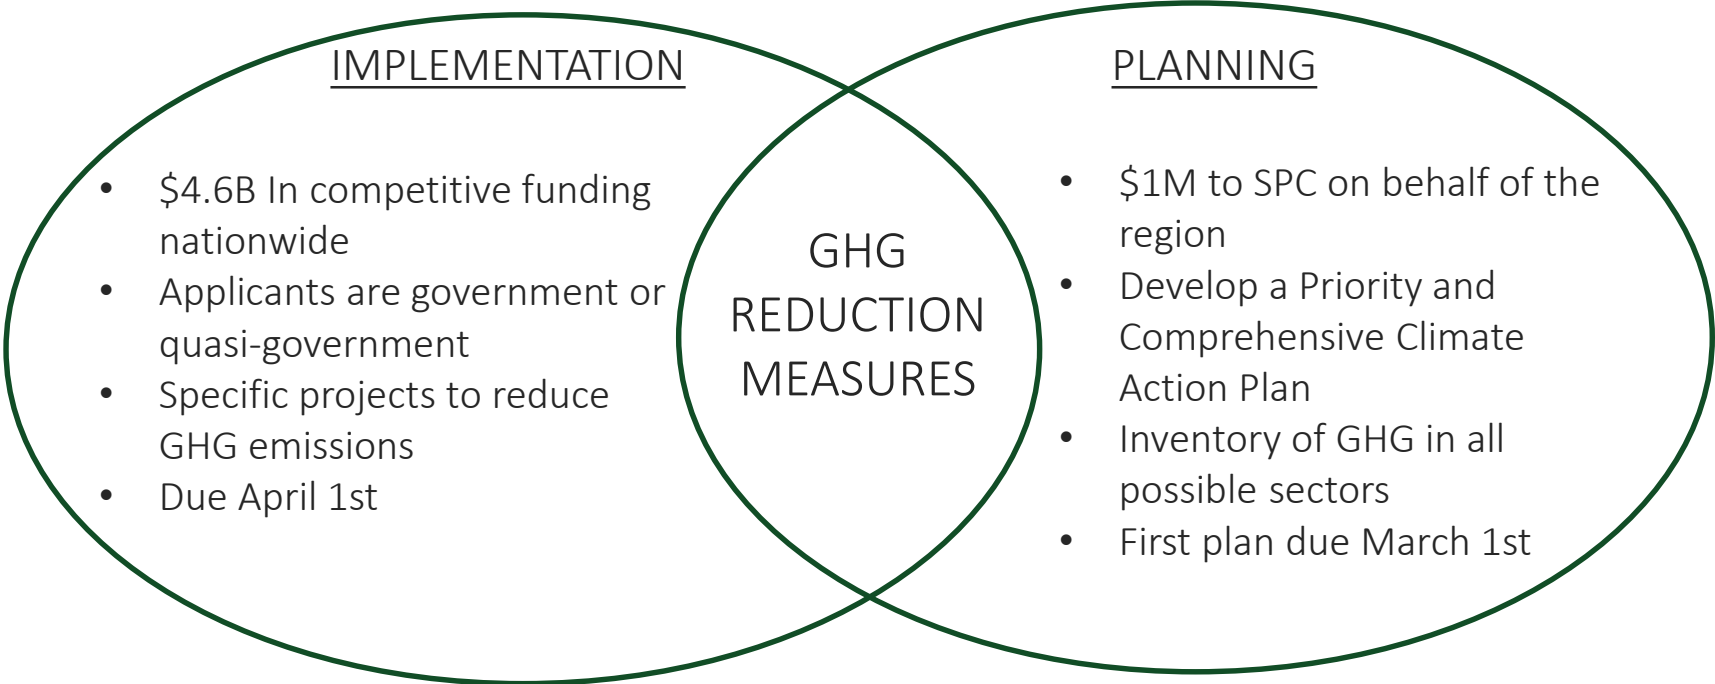 IMPLEMENTATION
• $4.6B In competitive funding
nationwide
• Applicants are government or
quasi-government
• Specific projects to reduce
GHG emissions
• Due April 1st
GHG
REDUCTION
MEASURES
PLANNING
• $1M to SPC on behalf of the
region
• Develop a Priority and
Comprehensive Climate
Action Plan
• Inventory of GHG in all
possible sectors
• First plan due March 1st